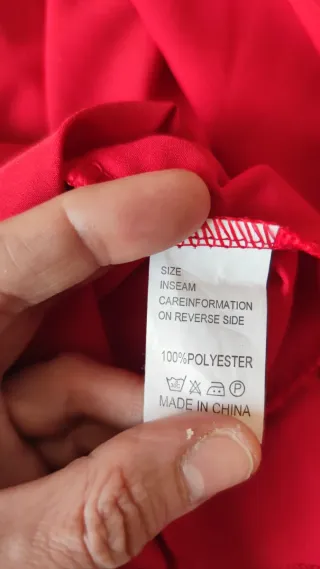 SIZE
INSEAM
CAREINFORMATION
ON REVERSE SIDE
100%POLYESTER
P
MADE IN CHINA